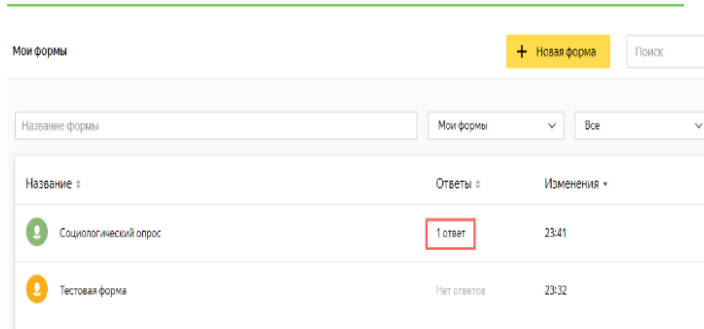 Мои формы
+ Новая форма
Поиск
Название формы
Мои формы
Все
Название
Ответы
Изменения
Социологический опрос
1 ответ
23:41
Тестовая форма
Нет ответов
23:32